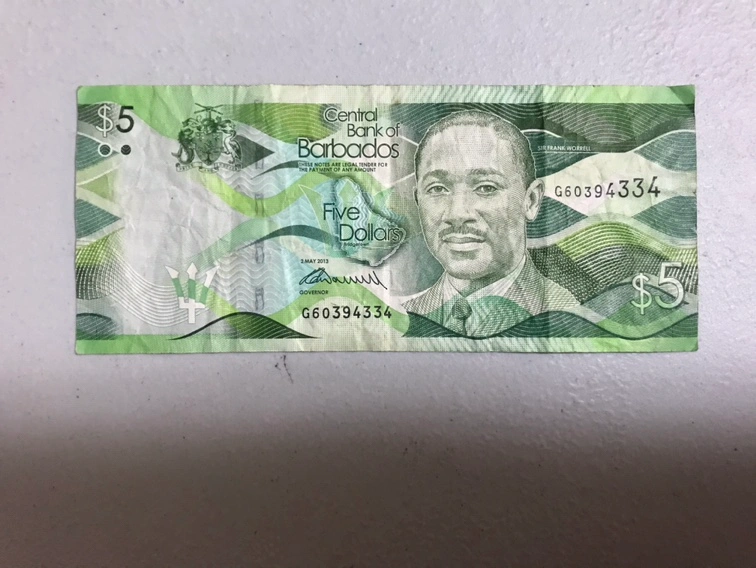 $5
Central
Bank of
Barbados
THESE NOTES ARE LEGAL TENDER FOR
THE PAYMENT OF ANY AMOUNT
SIR FRANK WORRELL
G60394334
Five
Dollars
Bridgetown
2 MAY 2013
GOVERNOR
G60394334
$5